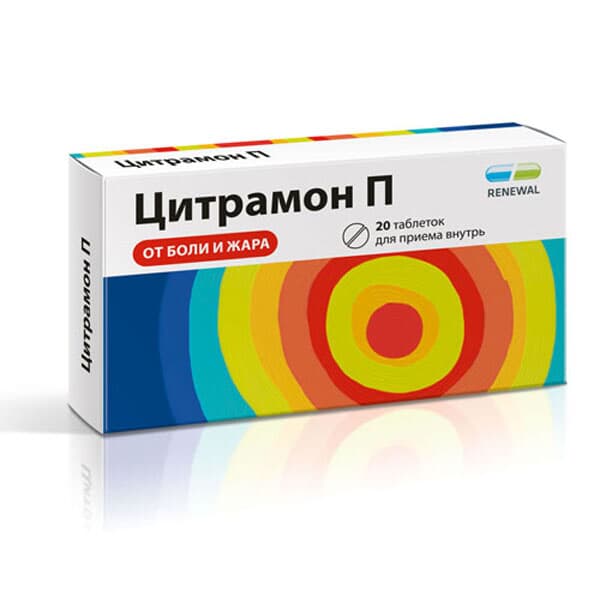 Цитрамон П
ОТ БОЛИ И ЖАРА
RENEWAL
20 таблеток
для приема внутрь
Цитрамон П